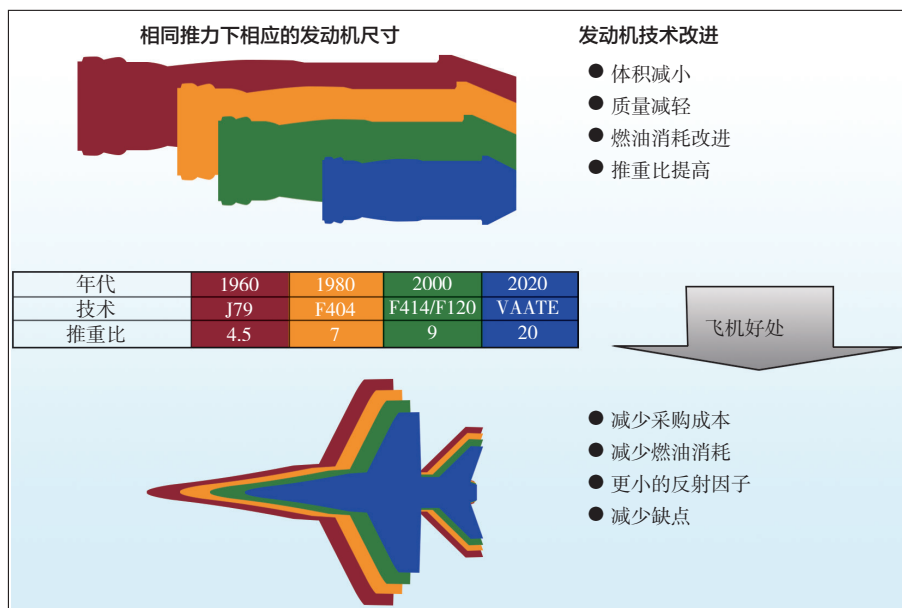 相同推力下相应的发动机尺寸
发动机技术改进
● 体积减小
● 质量减轻
● 燃油消耗改进
● 推重比提高
年代 1960 1980 2000 2020
技术 J79 F404 F414/F120 VAATE
推重比 4.5 7 9 20
飞机好处
● 减少采购成本
● 减少燃油消耗
● 更小的反射因子
● 减少缺点